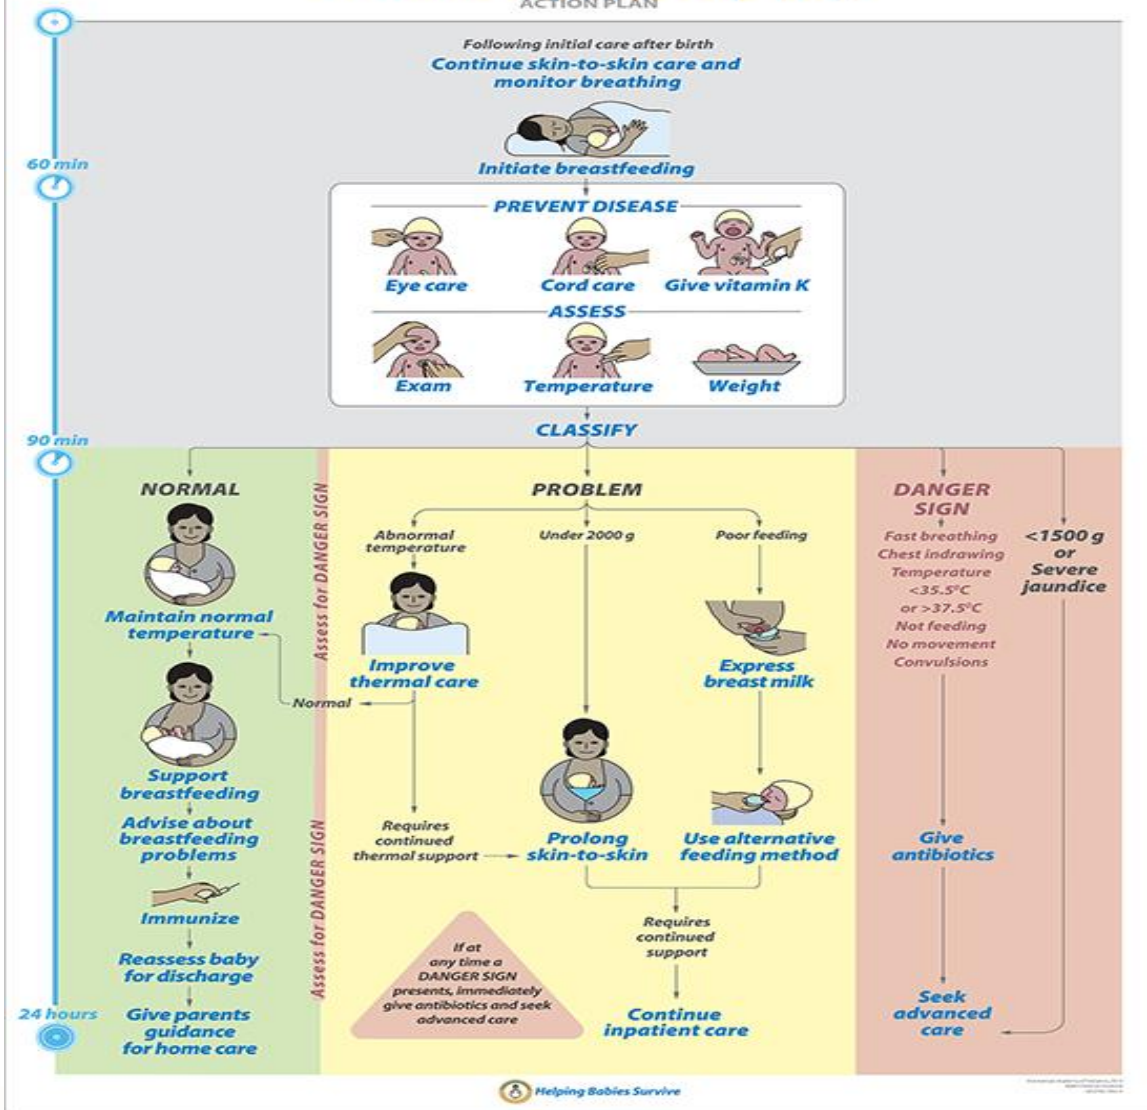 ACTION PLAN
Following initial care after birth
Continue skin-to-skin care and
monitor breathing
60 min
Initiate breastfeeding
PREVENT DISEASE
Eye care
Cord care
Give vitamin K
ASSESS
Exam
Temperature
Weight
CLASSIFY
90 min
NORMAL
Maintain normal
temperature
Support
breastfeeding
Advise about
breastfeeding
problems
Immunize
Reassess baby
for discharge
24 hours
Give parents
guidance
for home care
Assess for DANGER SIGN
Assess for DANGER SIGN
PROBLEM
Abnormal
temperature
Improve
thermal care
Normal
Requires
continued
thermal support
Under 2000 g
Prolong
skin-to-skin
Poor feeding
Express
breast milk
Use alternative
feeding method
Requires
continued
support
Continue
inpatient care
If at
any time a
DANGER SIGN
presents, immediately
give antibiotics and seek
advanced care
DANGER
SIGN
Fast breathing
Chest indrawing
Temperature
<35.5⁰C
or >37.5⁰C
Not feeding
No movement
Convulsions
Give
antibiotics
Seek
advanced
care
<1500 g
or
Severe
jaundice
Helping Babies Survive